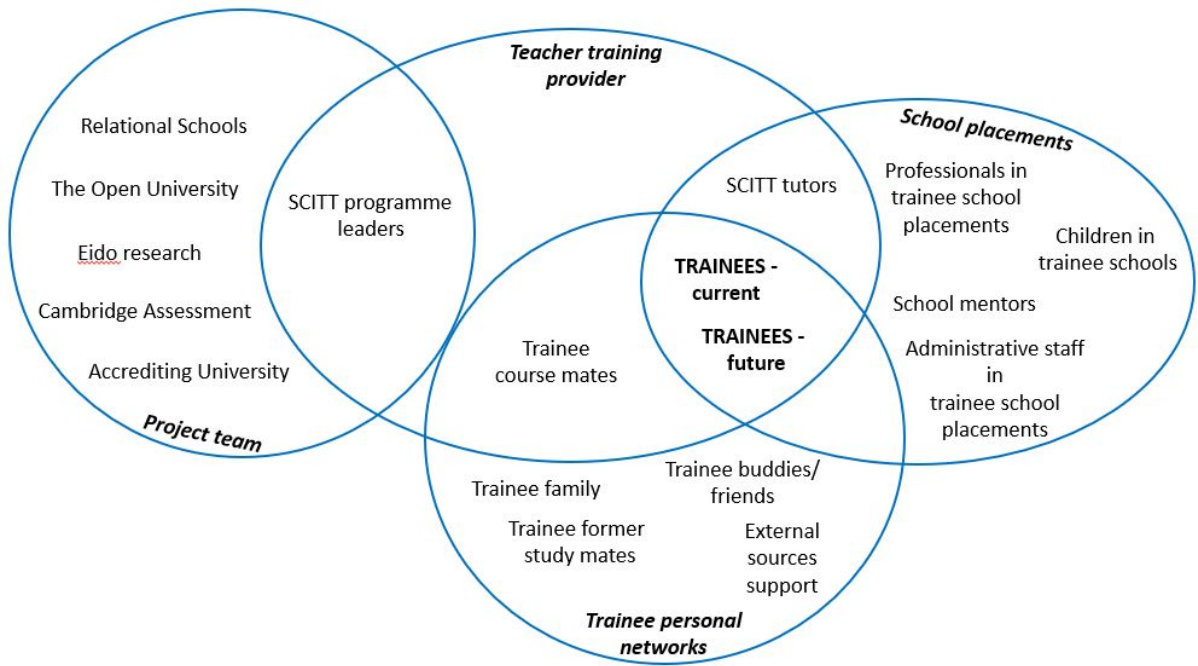 Relational Schools
The Open University
Eido research
Cambridge Assessment
Accrediting University
Project team
SCITT programme
leaders
Teacher training
provider
SCITT tutors
TRAINEES -
current
TRAINEES -
future
Trainee
course mates
School placements
Professionals in
trainee school
placements
Children in
trainee schools
School mentors
Administrative staff
in
trainee school
placements
Trainee buddies/
friends
Trainee family
Trainee former
study mates
External
sources
support
Trainee personal
networks